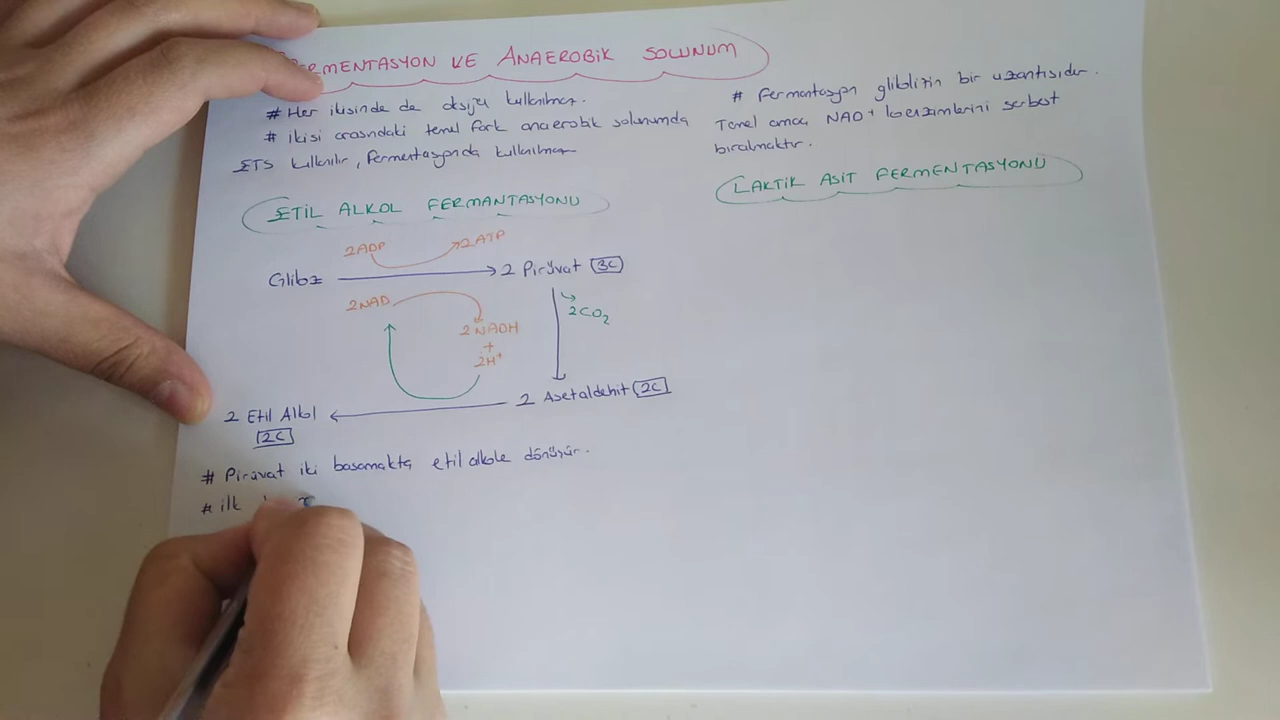 FERMENTASYON VE ANAEROBİK SOLUNUM
# Her ikisinde de oksijen kullanılmaz.
# ikisi arasındaki temel fark anaerobik solunumda
ETS kullanılır, fermentasyonda kullanılmaz
# Fermantasyon glikolizin bir uzantısıdır.
Temel amaç NAD+ koenzimlerini serbest
bırakmaktır.
ETİL ALKOL FERMANTASYONU
2ADP 2ATP
Glikoz 2 Pirüvat 3C
2NAD 2CO2
2 NADH
+
2H+
2 Asetaldehit 2C
2 Etil Alkol
2C
# Pirüvat iki basamakta etil alkole dönüşür.
# ilk
LAKTİK ASİT FERMENTASYONU